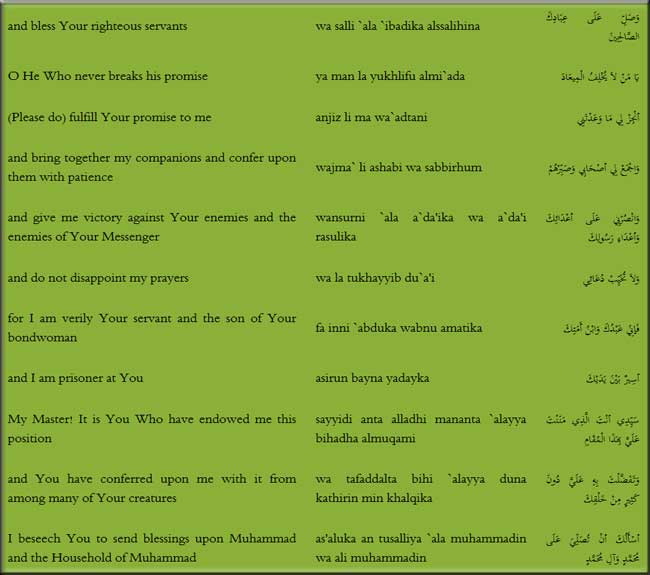 and bless Your righteous servants
wa salli `ala `ibadika alssalihina
وَصَلِّ عَلَى عِبَادِكَ
الصَّالِحِينَ
O He Who never breaks his promise
ya man la yukhlifu almi`ada
يَا مَنْ لاَ يُخْلِفُ الْمِيعَادَ
(Please do) fulfill Your promise to me
anjiz li ma wa`adtani
اَنْجِزْ لِي مَا وَعَدْتَنِي
and bring together my companions and confer upon
them with patience
wajma` li ashabi wa sabbirhum
وَاجْمَعْ لِي اَصْحَابِي وَصَبِّرْهُمْ
and give me victory against Your enemies and the
enemies of Your Messenger
wansurni `ala a`da'ika wa a`da'i
rasulika
وَانْصُرْنِي عَلَى اَعْدَائِكَ
وَاَعْدَاءِ رَسُولِكَ
and do not disappoint my prayers
wa la tukhayyib du`a'i
وَلاَ تُخَيِّبْ دُعَائِي
for I am verily Your servant and the son of Your
bondwoman
fa inni `abduka wabnu amatika
فَاِنِّي عَبْدُكَ وَابْنُ أَمَتِكَ
and I am prisoner at You
asirun bayna yadayka
اَسِيرٌ بَيْنَ يَدَيْكَ
My Master! It is You Who have endowed me this
position
sayyidi anta alladhi mananta `alayya
bihadha almuqami
سَيِّدِي اَنْتَ الَّذِي مَنَنْتَ
عَلَيَّ بِهٰذَا الْمُقَامِ
and You have conferred upon me with it from
among many of Your creatures
wa tafaddalta bihi `alayya duna
kathirin min khalqika
وَتَفَضَّلْتَ بِهِ عَلَيَّ دُونَ
كَثِيرٍ مِنْ خَلْقِكَ
I beseech You to send blessings upon Muhammad
and the Household of Muhammad
as'aluka an tusalliya `ala muhammadin
wa ali muhammadin
اَسْأَلُكَ اَنْ تُصَلِّيَ عَلَى
مُحَمَّدٍ وَآلِ مُحَمَّدٍ